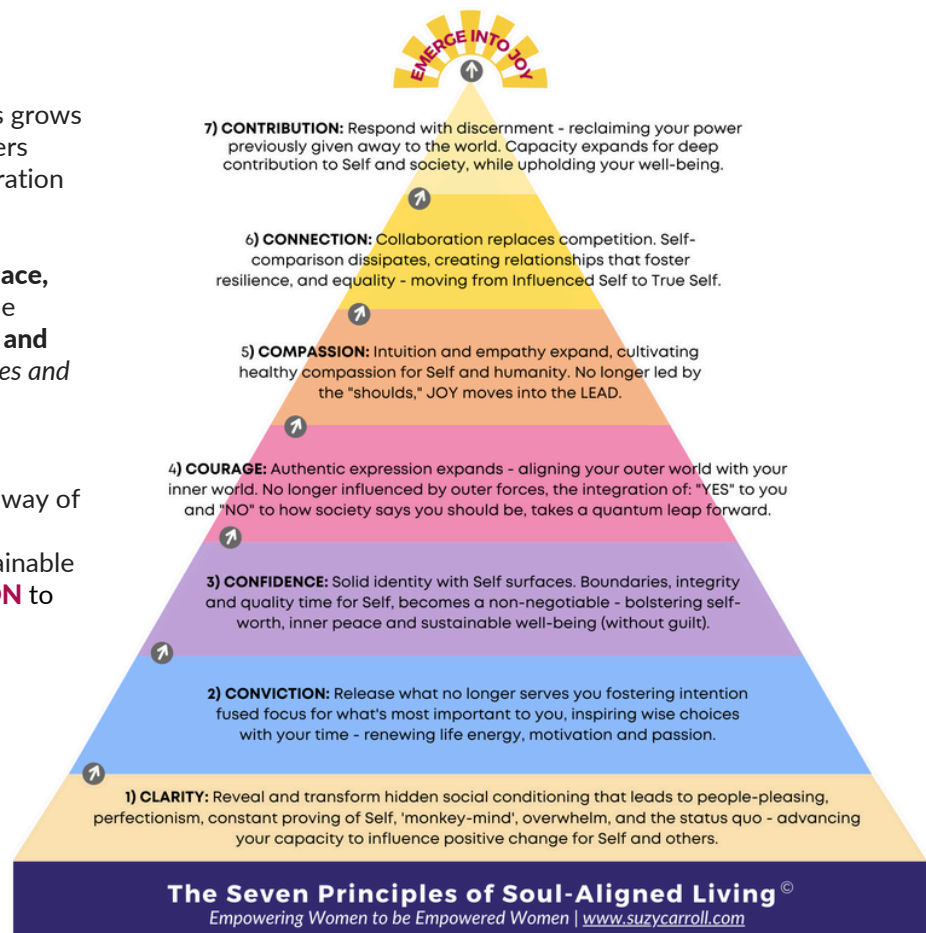 EMERGE INTO JOY
s grows
ers
ration
ace,
e
and
es and
way of
ainable
ON to
7) CONTRIBUTION: Respond with discernment - reclaiming your power
previously given away to the world. Capacity expands for deep
contribution to Self and society, while upholding your well-being.
6) CONNECTION: Collaboration replaces competition. Self-
comparison dissipates, creating relationships that foster
resilience, and equality - moving from Influenced Self to True Self.
5) COMPASSION: Intuition and empathy expand, cultivating
healthy compassion for Self and humanity. No longer led by
the "shoulds," JOY moves into the LEAD.
4) COURAGE: Authentic expression expands - aligning your outer world with your
inner world. No longer influenced by outer forces, the integration of: "YES" to you
and "NO" to how society says you should be, takes a quantum leap forward.
3) CONFIDENCE: Solid identity with Self surfaces. Boundaries, integrity
and quality time for Self, becomes a non-negotiable - bolstering self-
worth, inner peace and sustainable well-being (without guilt).
2) CONVICTION: Release what no longer serves you fostering intention
fused focus for what's most important to you, inspiring wise choices
with your time - renewing life energy, motivation and passion.
1) CLARITY: Reveal and transform hidden social conditioning that leads to people-pleasing,
perfectionism, constant proving of Self, 'monkey-mind', overwhelm, and the status quo - advancing
your capacity to influence positive change for Self and others.
The Seven Principles of Soul-Aligned Living©
Empowering Women to be Empowered Women | www.suzycarroll.com